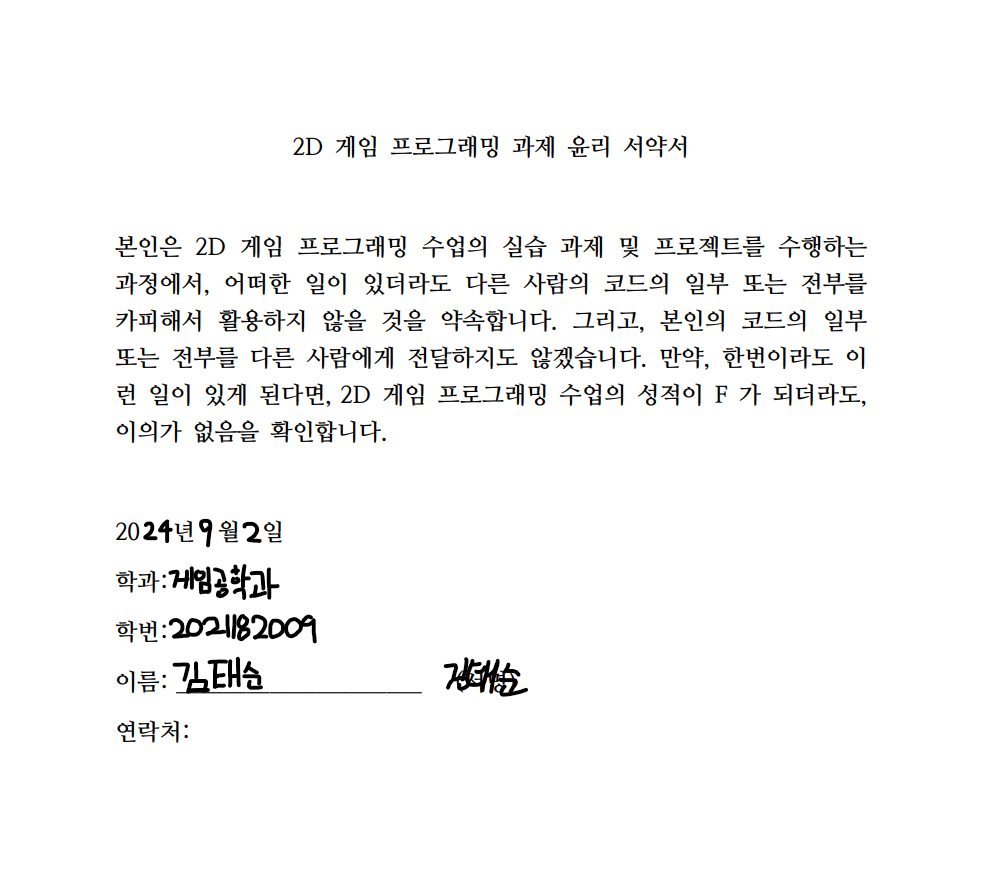 2D 게임 프로그래밍 과제 윤리 서약서
본인은 2D 게임 프로그래밍 수업의 실습 과제 및 프로젝트를 수행하는
과정에서, 어떠한 일이 있더라도 다른 사람의 코드의 일부 또는 전부를
카피해서 활용하지 않을 것을 약속합니다. 그리고, 본인의 코드의 일부
또는 전부를 다른 사람에게 전달하지도 않겠습니다. 만약, 한번이라도 이
런 일이 있게 된다면, 2D 게임 프로그래밍 수업의 성적이 F 가 되더라도,
이의가 없음을 확인합니다.
2024년 9월 2일
학과: 게임공학과
학번: 2021182009
이름: 김태순 김태순 (서명)
연락처: